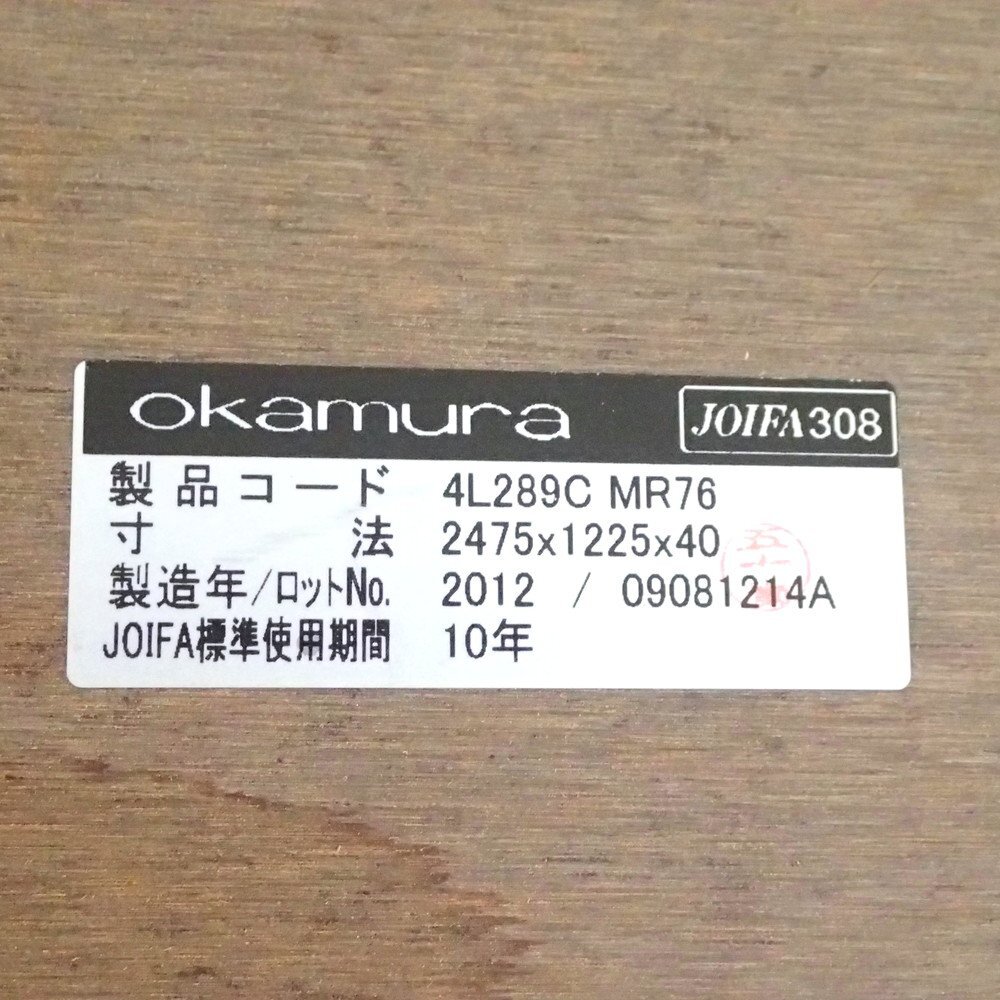 okamura JOIFA308
製品コード 4L289C MR76
寸法 2475x1225x40
製造年/ロットNo. 2012 / 09081214A
JOIFA標準使用期間 10年